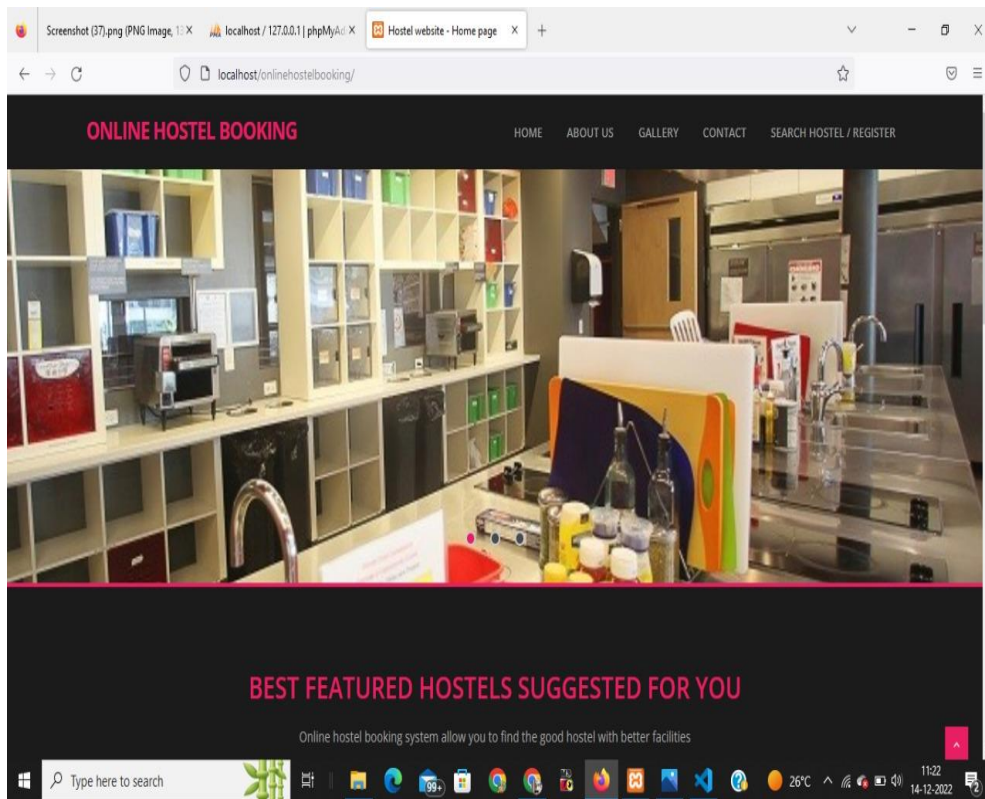 Screenshot (37).png (PNG Image, 13
localhost / 127.0.0.1 | phpMyAd
Hostel website - Home page
localhost/onlinehostelbooking/
ONLINE HOSTEL BOOKING
HOME ABOUT US GALLERY CONTACT SEARCH HOSTEL / REGISTER
BEST FEATURED HOSTELS SUGGESTED FOR YOU
Online hostel booking system allow you to find the good hostel with better facilities
Type here to search
99+
26°C
11:22
14-12-2022
2